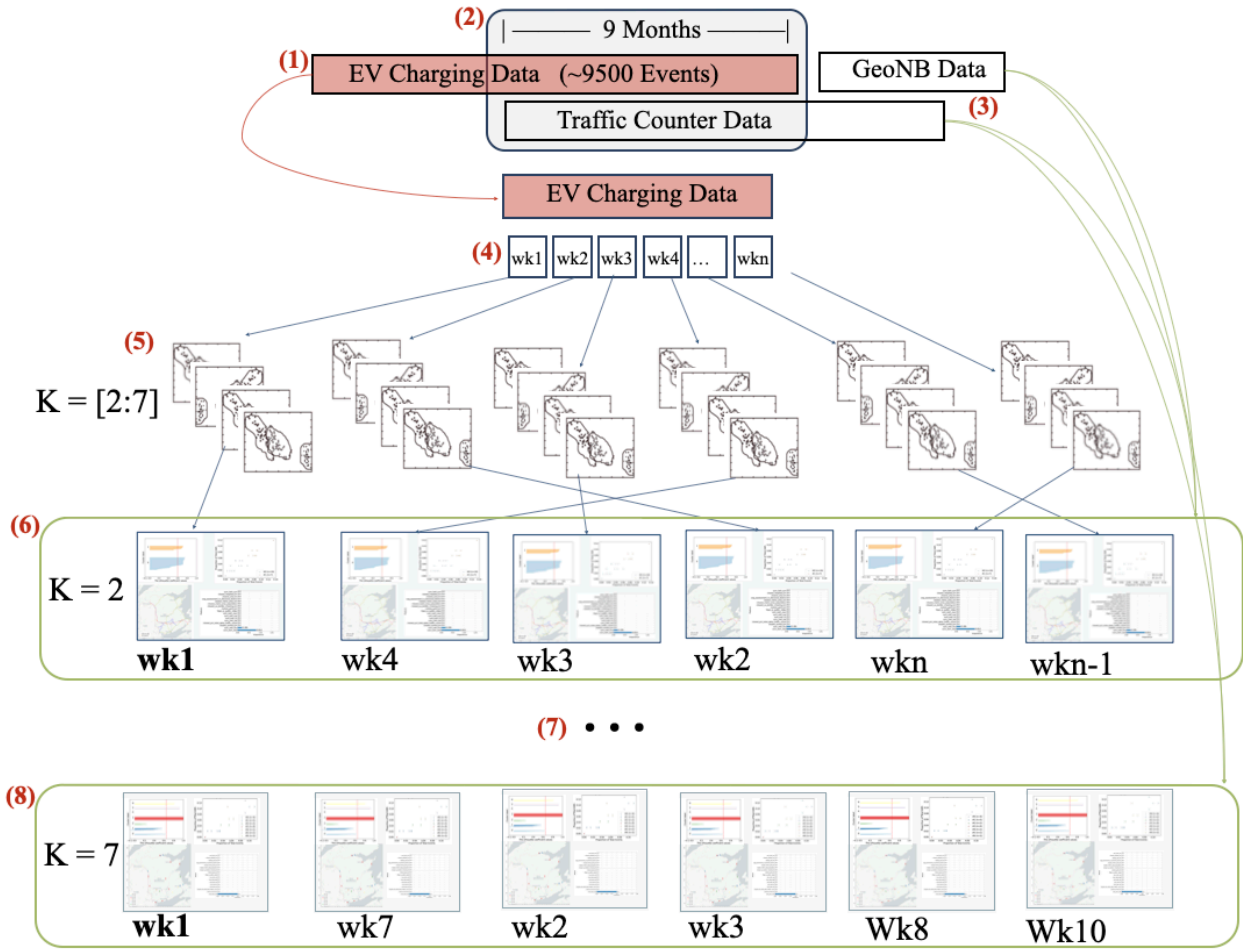 (2)
9 Months
(1)
EV Charging Data (~9500 Events)
GeoNB Data
Traffic Counter Data
(3)
EV Charging Data
(4)
wk1 wk2 wk3 wk4 ... wkn
(5)
K = [2:7]
(6)
K = 2
wk1 wk4 wk3 wk2 wkn wkn-1
(7) • • •
(8)
K = 7
wk1 wk7 wk2 wk3 Wk8 Wk10